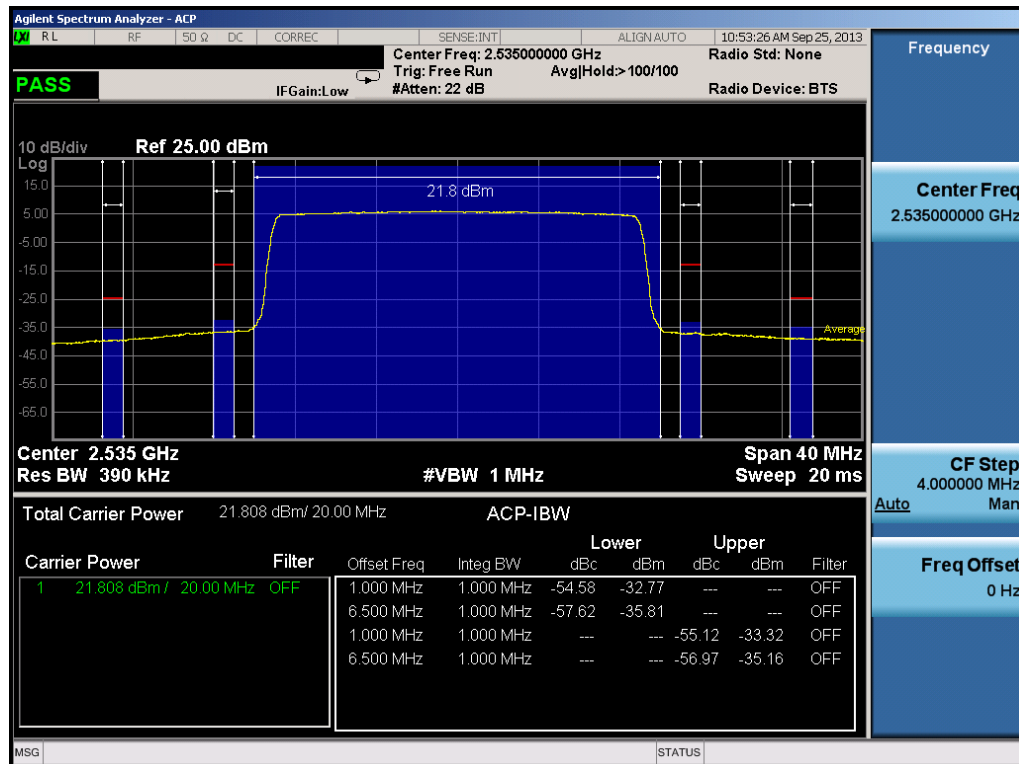 Agilent Spectrum Analyzer - ACP
LXI RL RF 50 Ω DC CORREC SENSE:INT ALIGN AUTO 10:53:26 AM Sep 25, 2013
Center Freq: 2.535000000 GHz Radio Std: None
Trig: Free Run Avg|Hold:>100/100
PASS IFGain:Low #Atten: 22 dB Radio Device: BTS
10 dB/div Ref 25.00 dBm
Log
15.0
21.8 dBm
5.00
-5.00
-15.0
-25.0
-35.0
Average
-45.0
-55.0
-65.0
Center 2.535 GHz Span 40 MHz
Res BW 390 kHz #VBW 1 MHz Sweep 20 ms
Total Carrier Power 21.808 dBm/ 20.00 MHz ACP-IBW
Lower Upper
Carrier Power Filter Offset Freq Integ BW dBc dBm dBc dBm Filter
1 21.808 dBm / 20.00 MHz OFF 1.000 MHz 1.000 MHz -54.58 -32.77 --- --- OFF
6.500 MHz 1.000 MHz -57.62 -35.81 --- --- OFF
1.000 MHz 1.000 MHz --- --- -55.12 -33.32 OFF
6.500 MHz 1.000 MHz --- --- -56.97 -35.16 OFF
MSG STATUS
Frequency
Center Freq
2.535000000 GHz
CF Step
4.000000 MHz
Auto Man
Freq Offset
0 Hz